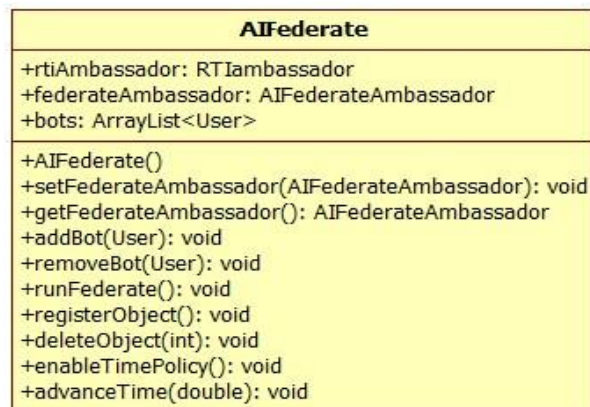 AIFederate
+rtiAmbassador: RTIambassador
+federateAmbassador: AIFederateAmbassador
+bots: ArrayList<User>
+AIFederate()
+setFederateAmbassador(AIFederateAmbassador): void
+getFederateAmbassador(): AIFederateAmbassador
+addBot(User): void
+removeBot(User): void
+runFederate(): void
+registerObject(): void
+deleteObject(int): void
+enableTimePolicy(): void
+advanceTime(double): void